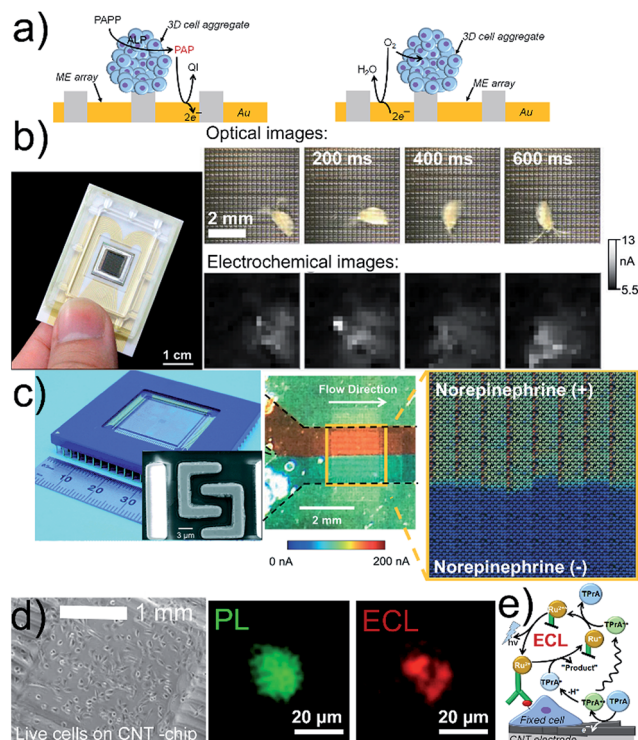 a)
PAPP
ALP
PAP
QI
3D cell aggregate
ME array
Au
2e⁻
O₂
H₂O
3D cell aggregate
ME array
Au
2e⁻
b)
Optical images:
200 ms
400 ms
600 ms
2 mm
Electrochemical images:
13
nA
5.5
1 cm
c)
10
20
30
3 µm
Flow Direction
2 mm
0 nA
200 nA
Norepinephrine (+)
Norepinephrine (-)
d)
1 mm
Live cells on CNT -chip
PL
20 µm
ECL
20 µm
e)
TPrA
hν
ECL
"Product"
TPrA•
-H⁺
TPrA
Fixed cell
e⁻
CNT electrode